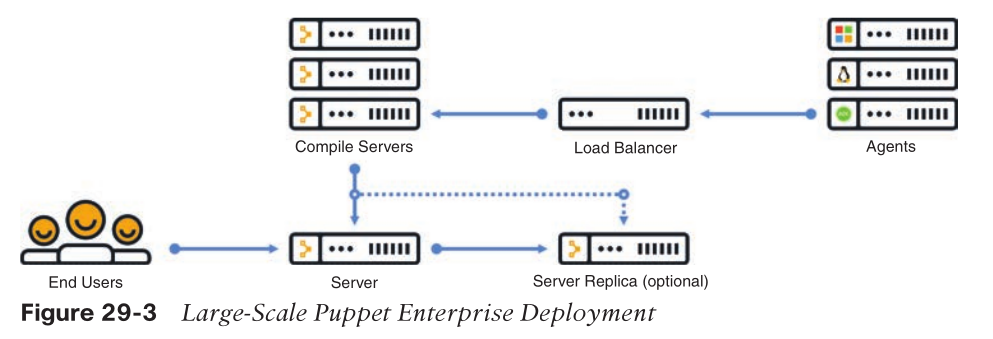 Compile Servers
Load Balancer
Agents
End Users
Server
Server Replica (optional)
Figure 29-3 Large-Scale Puppet Enterprise Deployment